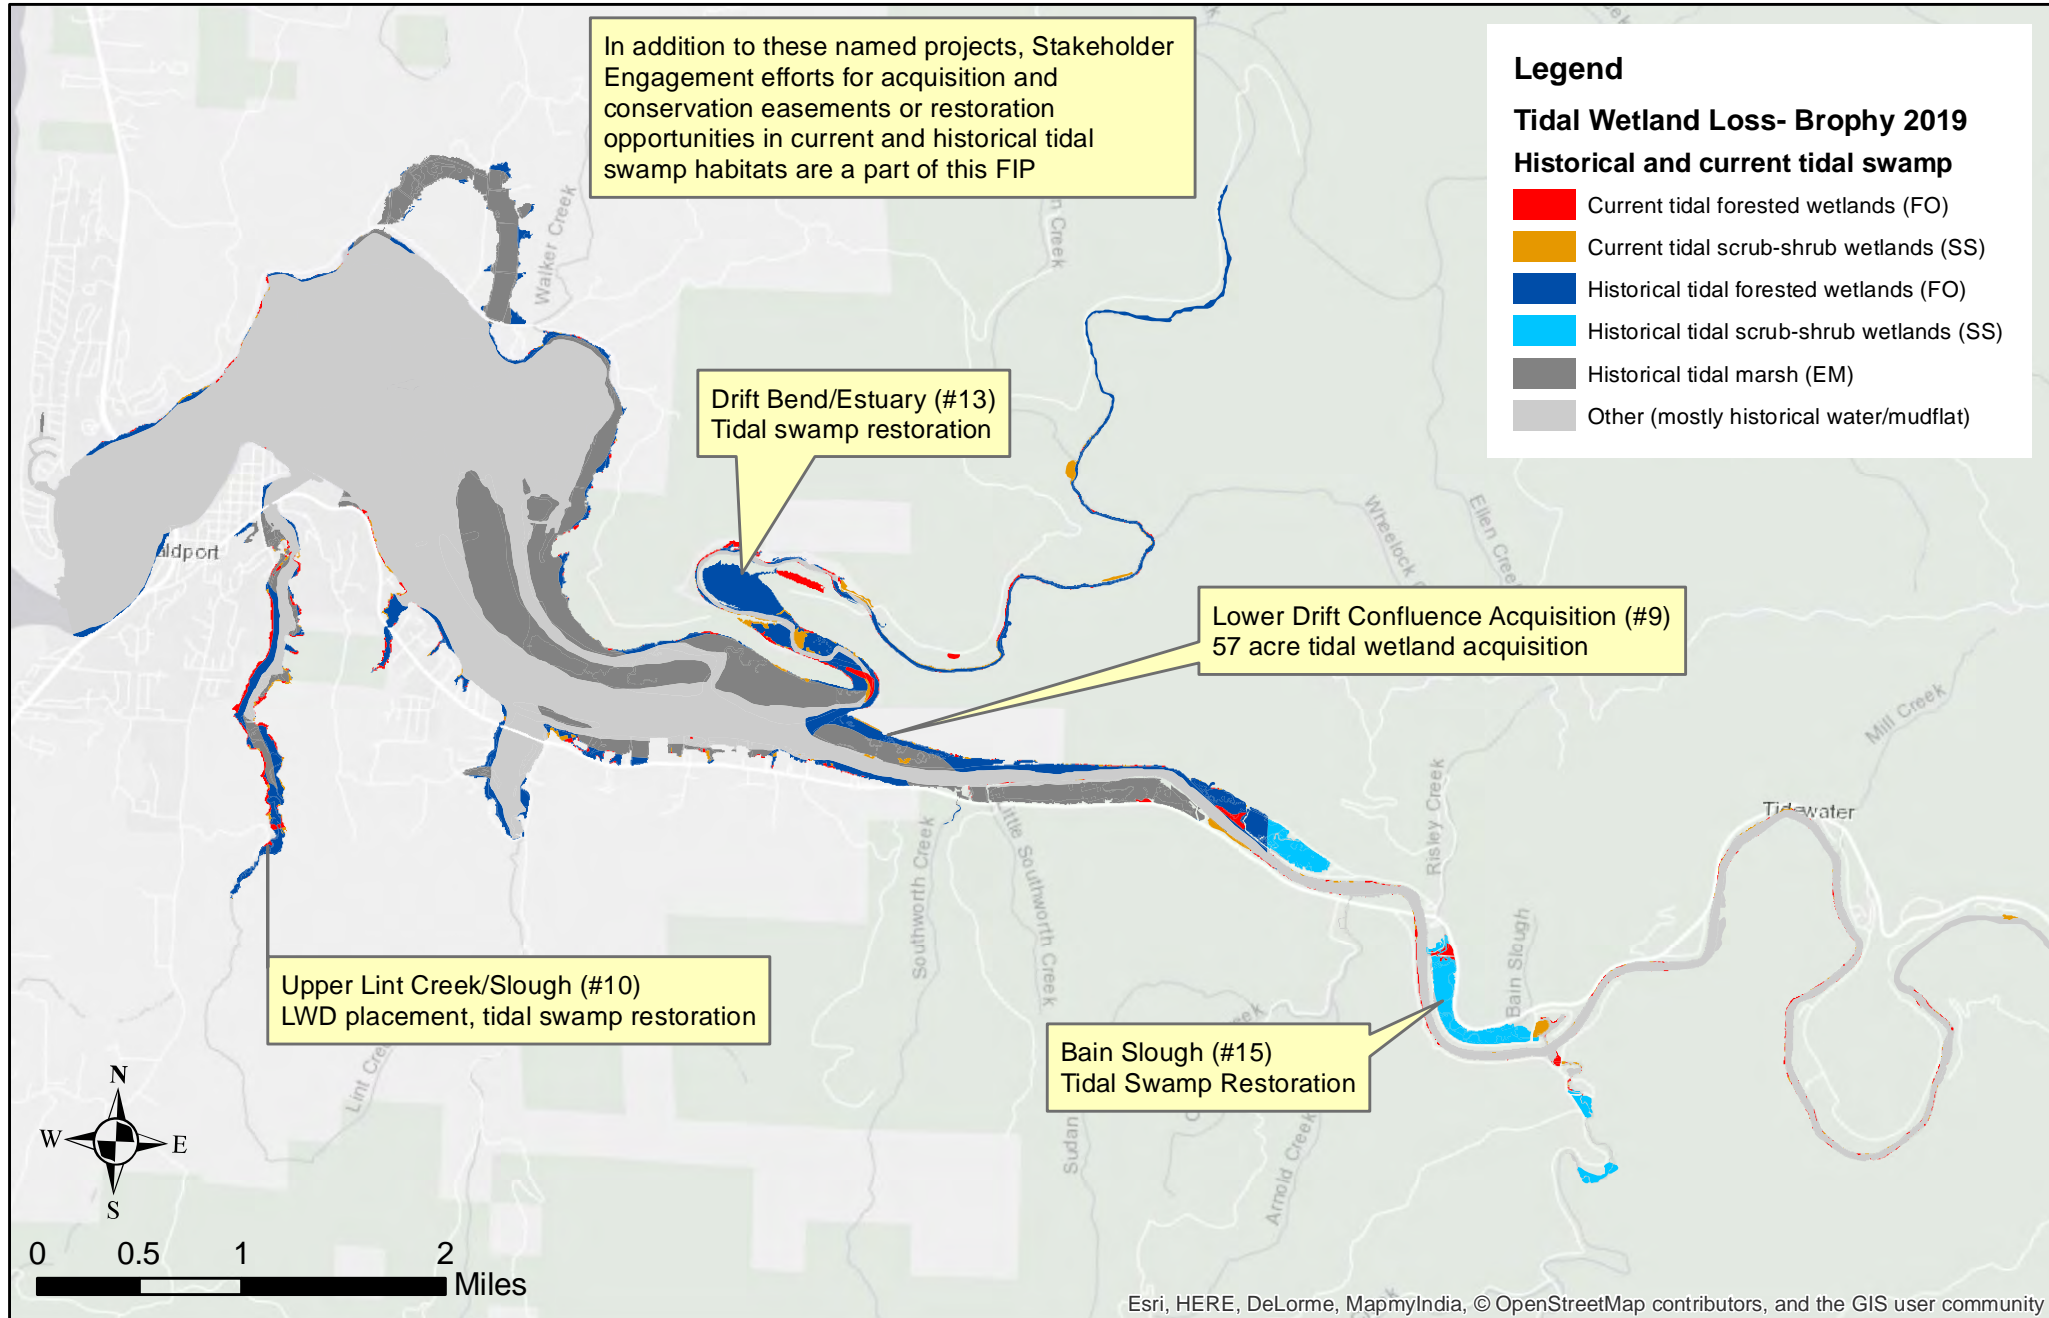 In addition to these named projects, Stakeholder
Engagement efforts for acquisition and
conservation easements or restoration
opportunities in current and historical tidal
swamp habitats are a part of this FIP
Legend
Tidal Wetland Loss- Brophy 2019
Historical and current tidal swamp
Current tidal forested wetlands (FO)
Current tidal scrub-shrub wetlands (SS)
Historical tidal forested wetlands (FO)
Historical tidal scrub-shrub wetlands (SS)
Historical tidal marsh (EM)
Other (mostly historical water/mudflat)
Walker Creek
n Creek
Drift Bend/Estuary (#13)
Tidal swamp restoration
Wheelock
Ellen Creek
aldport
Lower Drift Confluence Acquisition (#9)
57 acre tidal wetland acquisition
Mill Creek
Risley Creek
Tidewater
Southworth Creek
Little Southworth Creek
Bain Slough
Upper Lint Creek/Slough (#10)
LWD placement, tidal swamp restoration
Bain Slough (#15)
Tidal Swamp Restoration
Lint Cree
Sudan
Arnold Creek
N
W E
S
0 0.5 1 2
Miles
Esri, HERE, DeLorme, MapmyIndia, © OpenStreetMap contributors, and the GIS user community